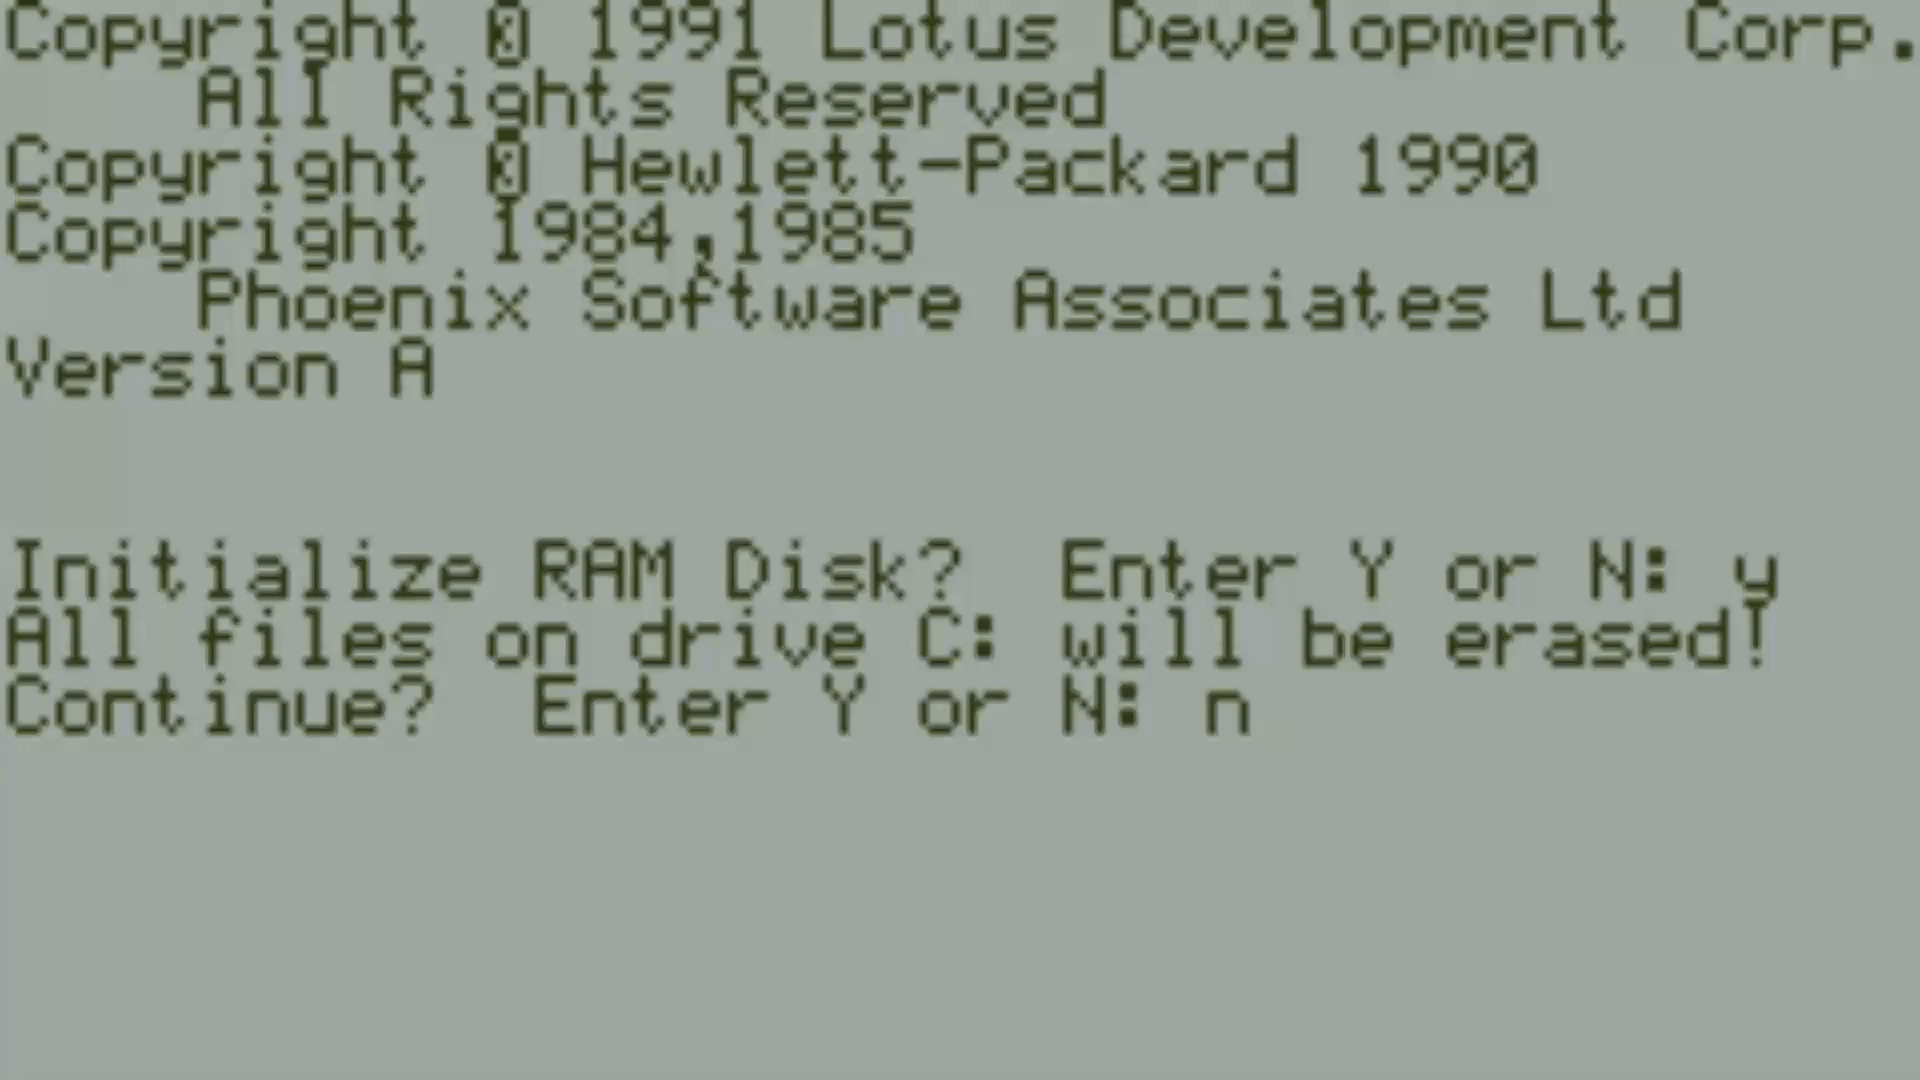 Copyright © 1991 Lotus Development Corp.
All Rights Reserved
Copyright © Hewlett-Packard 1990
Copyright 1984,1985
Phoenix Software Associates Ltd
Version A
Initialize RAM Disk?  Enter Y or N: y
All files on drive C: will be erased!
Continue?  Enter Y or N: n